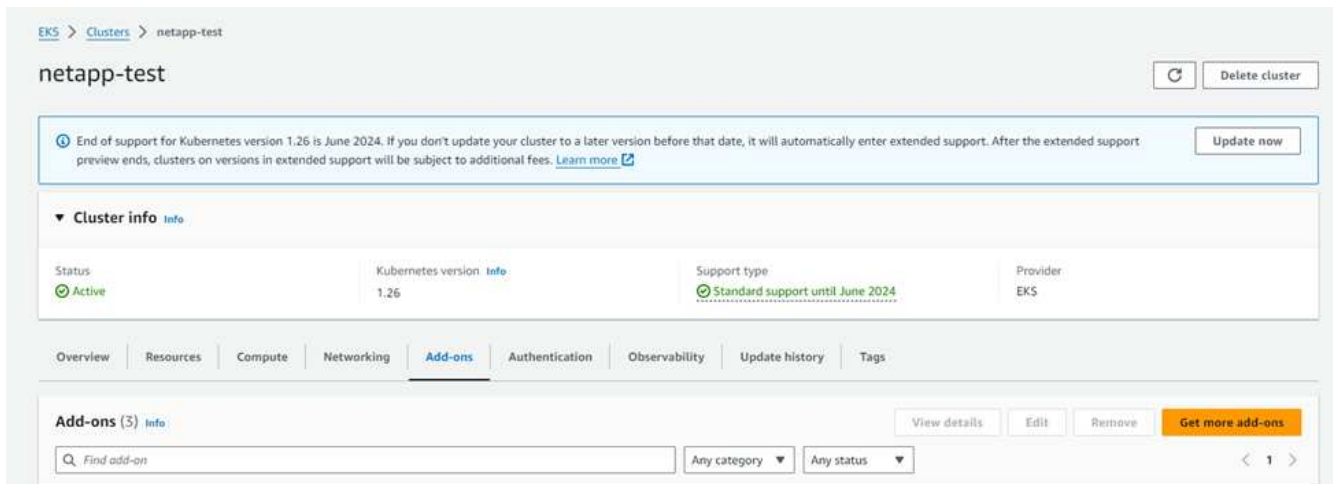 EKS > Clusters > netapp-test
netapp-test
Delete cluster
End of support for Kubernetes version 1.26 is June 2024. If you don't update your cluster to a later version before that date, it will automatically enter extended support. After the extended support
preview ends, clusters on versions in extended support will be subject to additional fees. Learn more
Update now
Cluster info Info
Status
Active
Kubernetes version Info
1.26
Support type
Standard support until June 2024
Provider
EKS
Overview Resources Compute Networking Add-ons Authentication Observability Update history Tags
Add-ons (3) Info
View details Edit Remove Get more add-ons
Find add-on Any category Any status < 1 >